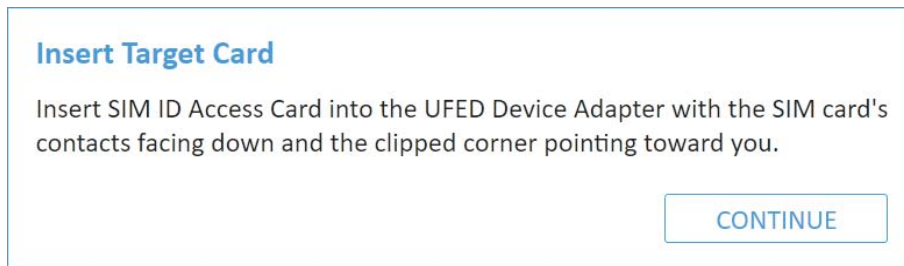 Insert Target Card
Insert SIM ID Access Card into the UFED Device Adapter with the SIM card's
contacts facing down and the clipped corner pointing toward you.
CONTINUE